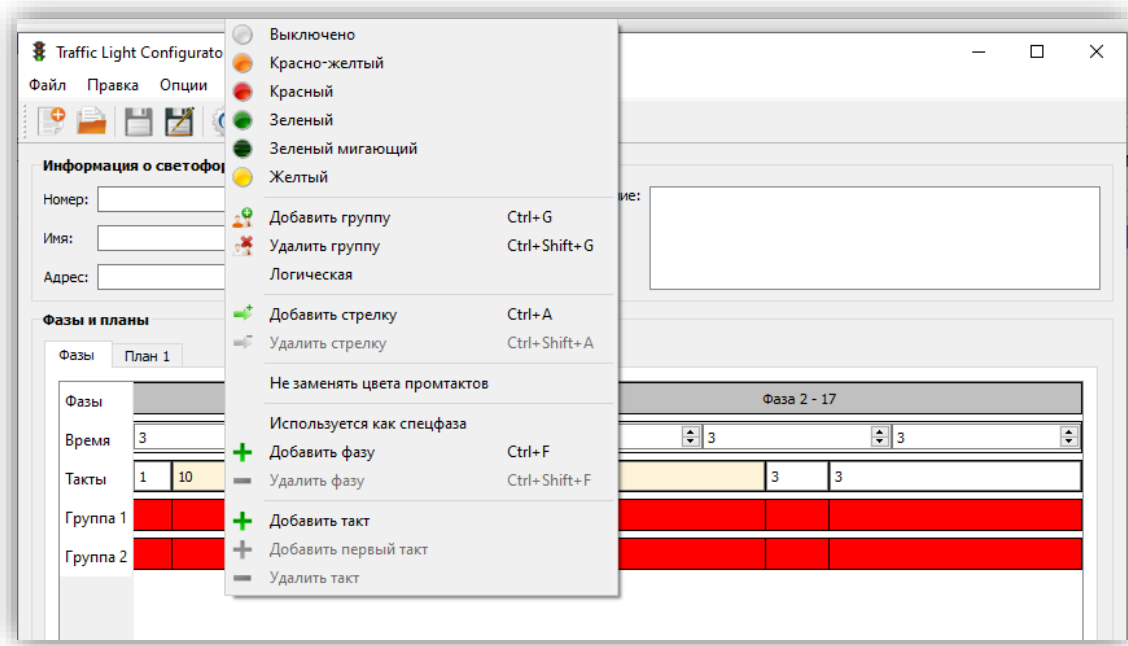 Traffic Light Configurato
Файл Правка Опции
Информация о светофор
Номер:
Имя:
Адрес:
ие:
Выключено
Красно-желтый
Красный
Зеленый
Зеленый мигающий
Желтый
Добавить группу Ctrl+G
Удалить группу Ctrl+Shift+G
Логическая
Добавить стрелку Ctrl+A
Удалить стрелку Ctrl+Shift+A
Не заменять цвета промтактов
Используется как спецфаза
Добавить фазу Ctrl+F
Удалить фазу Ctrl+Shift+F
Добавить такт
Добавить первый такт
Удалить такт
Фазы и планы
Фазы План 1
Фазы Фаза 2 - 17
Время 3 3 3
Такты 1 10 3 3
Группа 1
Группа 2